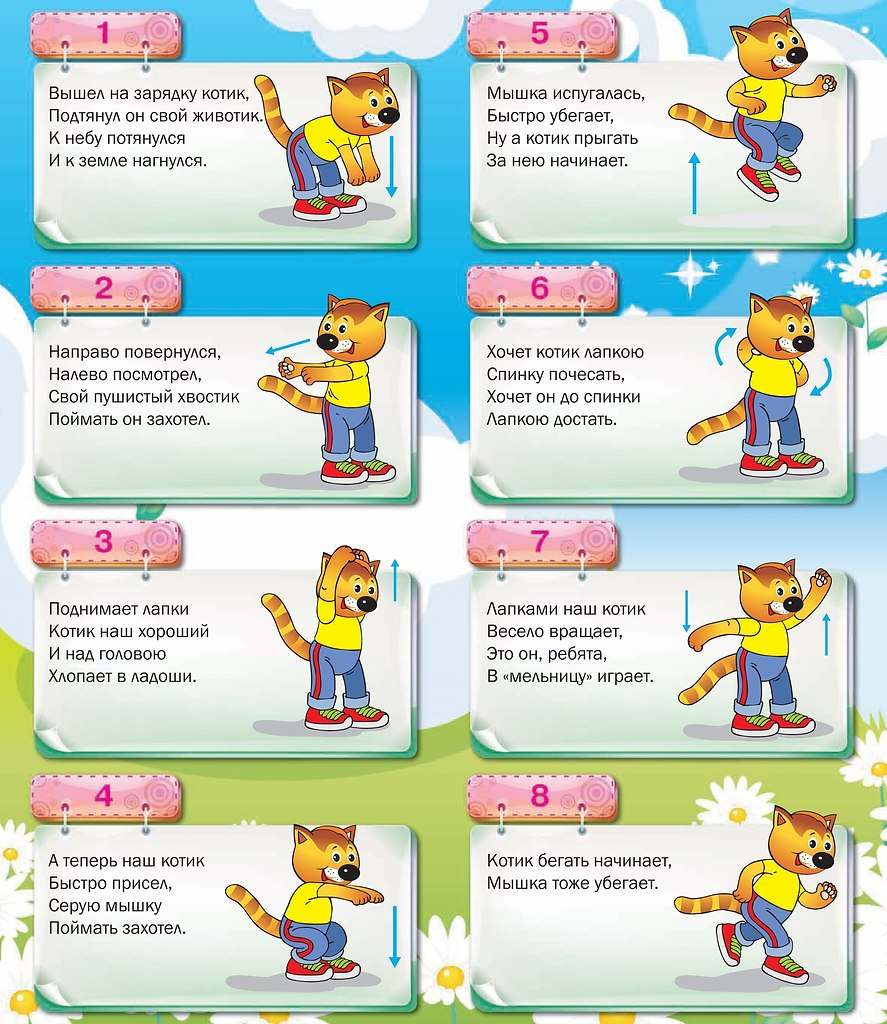 1
Вышел на зарядку котик,
Подтянул он свой животик.
К небу потянулся
И к земле нагнулся.
2
Направо повернулся,
Налево посмотрел,
Свой пушистый хвостик
Поймать он захотел.
3
Поднимает лапки
Котик наш хороший
И над головою
Хлопает в ладоши.
4
А теперь наш котик
Быстро присел,
Серую мышку
Поймать захотел.
5
Мышка испугалась,
Быстро убегает,
Ну а котик прыгать
За нею начинает.
6
Хочет котик лапкою
Спинку почесать,
Хочет он до спинки
Лапкою достать.
7
Лапками наш котик
Весело вращает,
Это он, ребята,
В «мельницу» играет.
8
Котик бегать начинает,
Мышка тоже убегает.